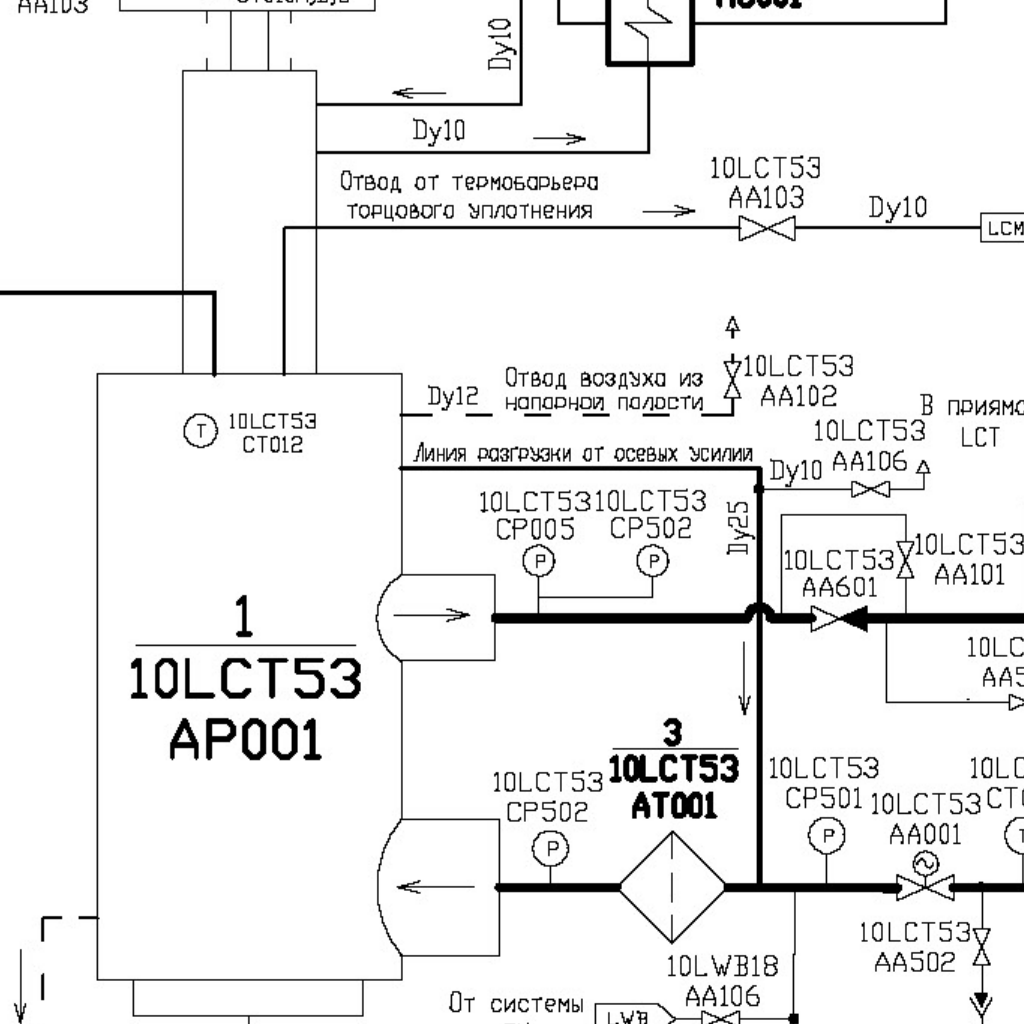 AA103
Dy10
Dy10
10LCT53
AA103
Отвод от термобарьера
торцового уплотнения
Dy10
LCM
10LCT53
AA102
Dy12
Отвод воздуха из
напорной полости
T
10LCT53
CT012
В приямо
LCT
10LCT53
AA106
Линия разгрузки от осевых усилий
Dy10
10LCT53
CP005
10LCT53
CP502
Dy25
P
P
10LCT53
AA601
10LCT53
AA101
1
10LCT53
AP001
10LC
AA5
3
10LCT53
AT001
10LCT53
CP502
P
10LCT53
CP501
P
10LCT53
AA001
10LC
T
10LCT53
AA502
10LWB18
AA106
От системы
LWB